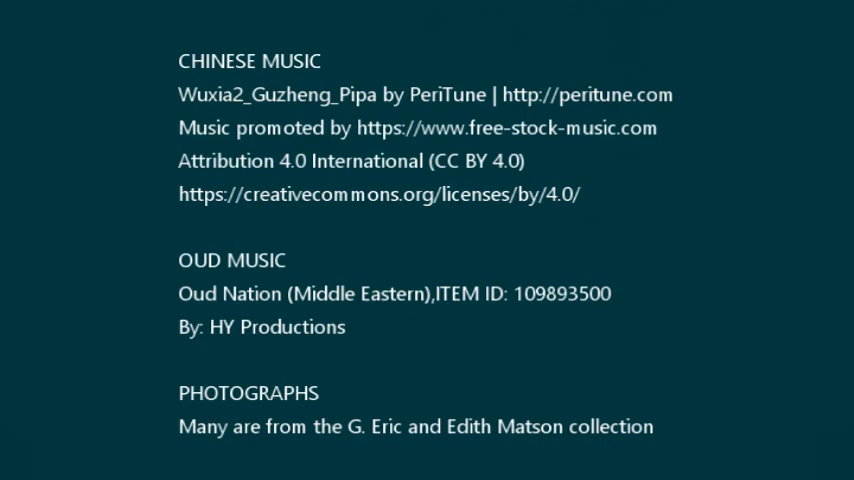 CHINESE MUSIC
Wuxia2_Guzheng_Pipa by PeriTune | http://peritune.com
Music promoted by https://www.free-stock-music.com
Attribution 4.0 International (CC BY 4.0)
https://creativecommons.org/licenses/by/4.0/
OUD MUSIC
Oud Nation (Middle Eastern),ITEM ID: 109893500
By: HY Productions
PHOTOGRAPHS
Many are from the G. Eric and Edith Matson collection